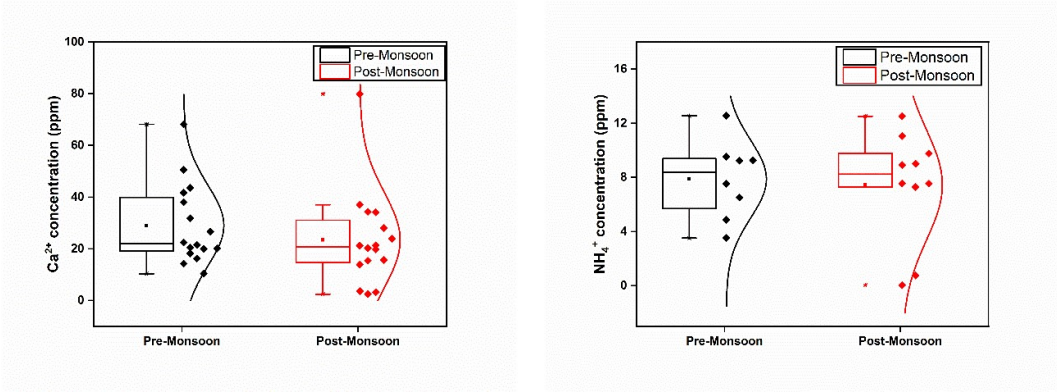 100
80
60
40
20
0
Ca²⁺ concentration (ppm)
Pre-Monsoon
Post-Monsoon
Pre-Monsoon
Post-Monsoon
16
12
8
4
0
NH₄⁺ concentration (ppm)
Pre-Monsoon
Post-Monsoon
Pre-Monsoon
Post-Monsoon